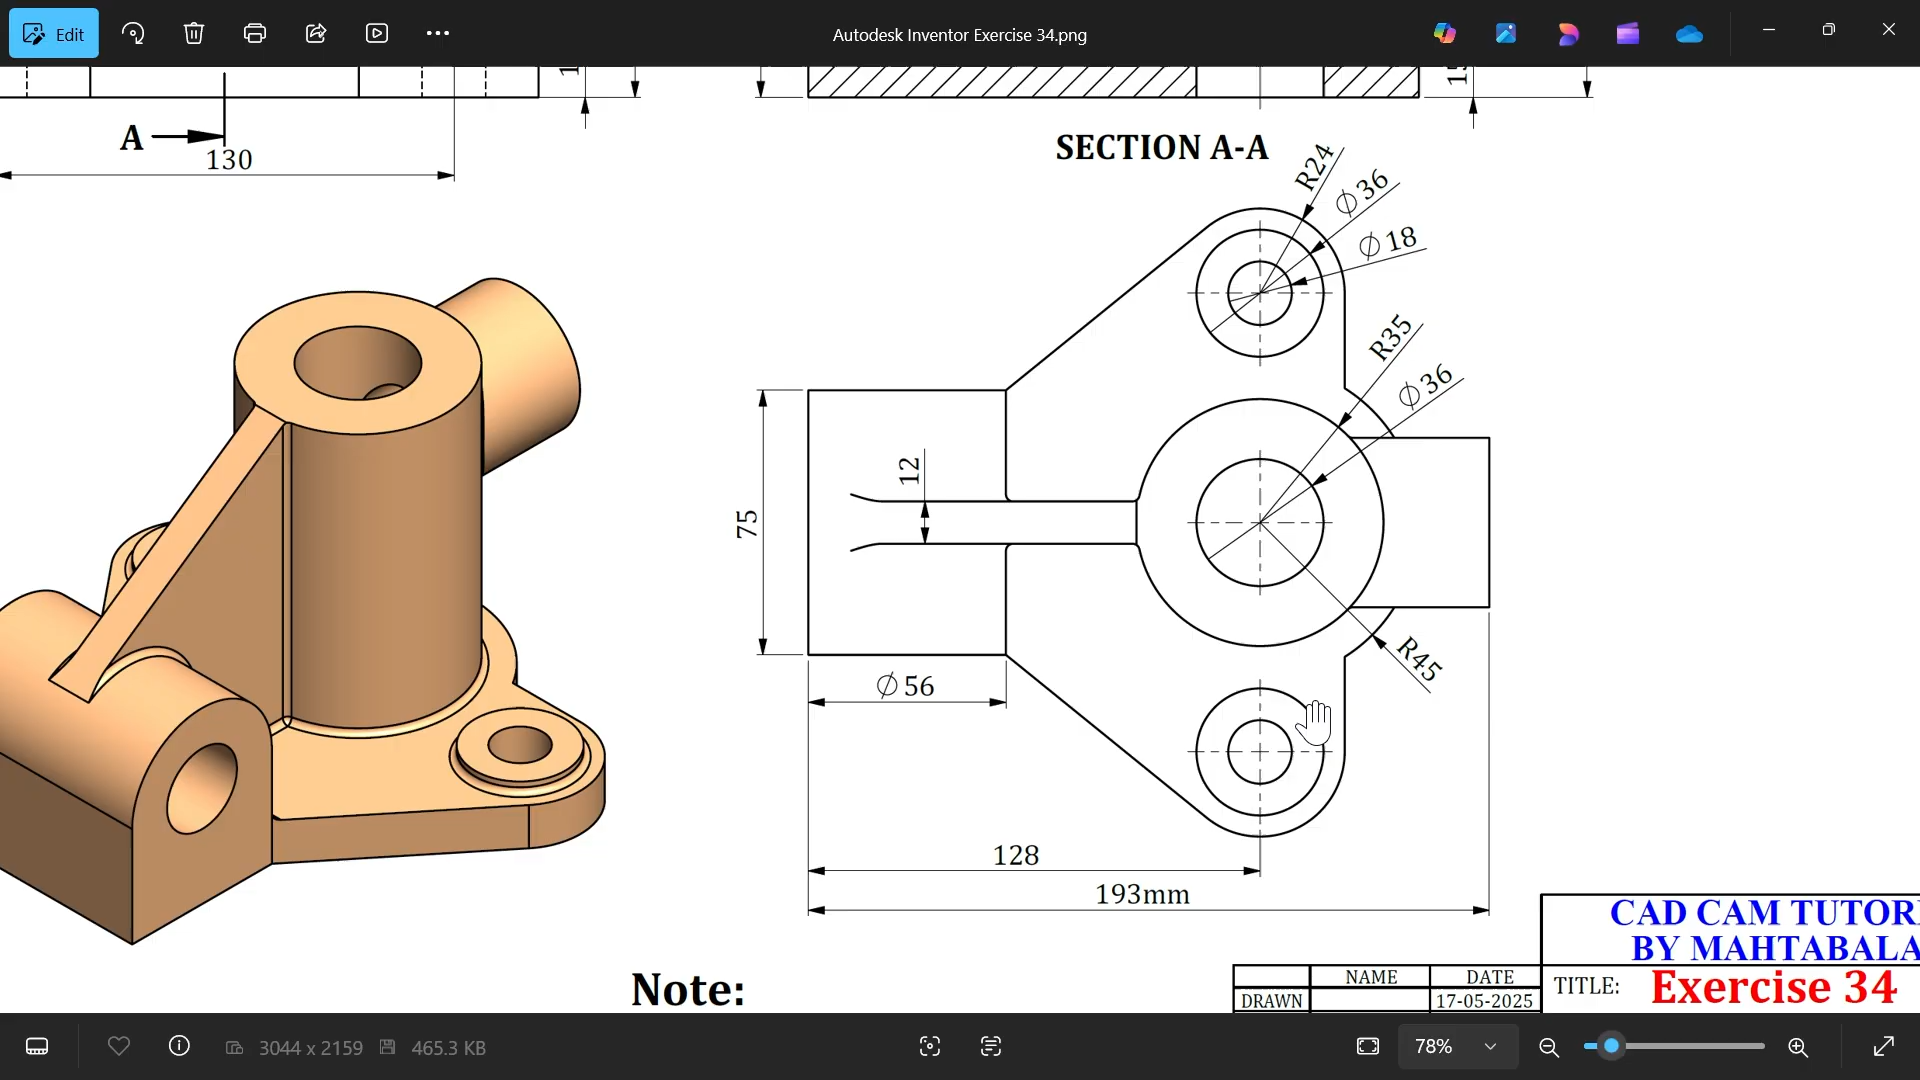 Edit
Autodesk Inventor Exercise 34.png
A
130
SECTION A-A
R24
∅36
∅18
R35
∅36
12
75
∅56
R45
128
193mm
Note:
CAD CAM TUTORI
BY MAHTABALA
NAME
DATE
TITLE:
Exercise 34
DRAWN
17-05-2025
3044 x 2159
465.3 KB
78%